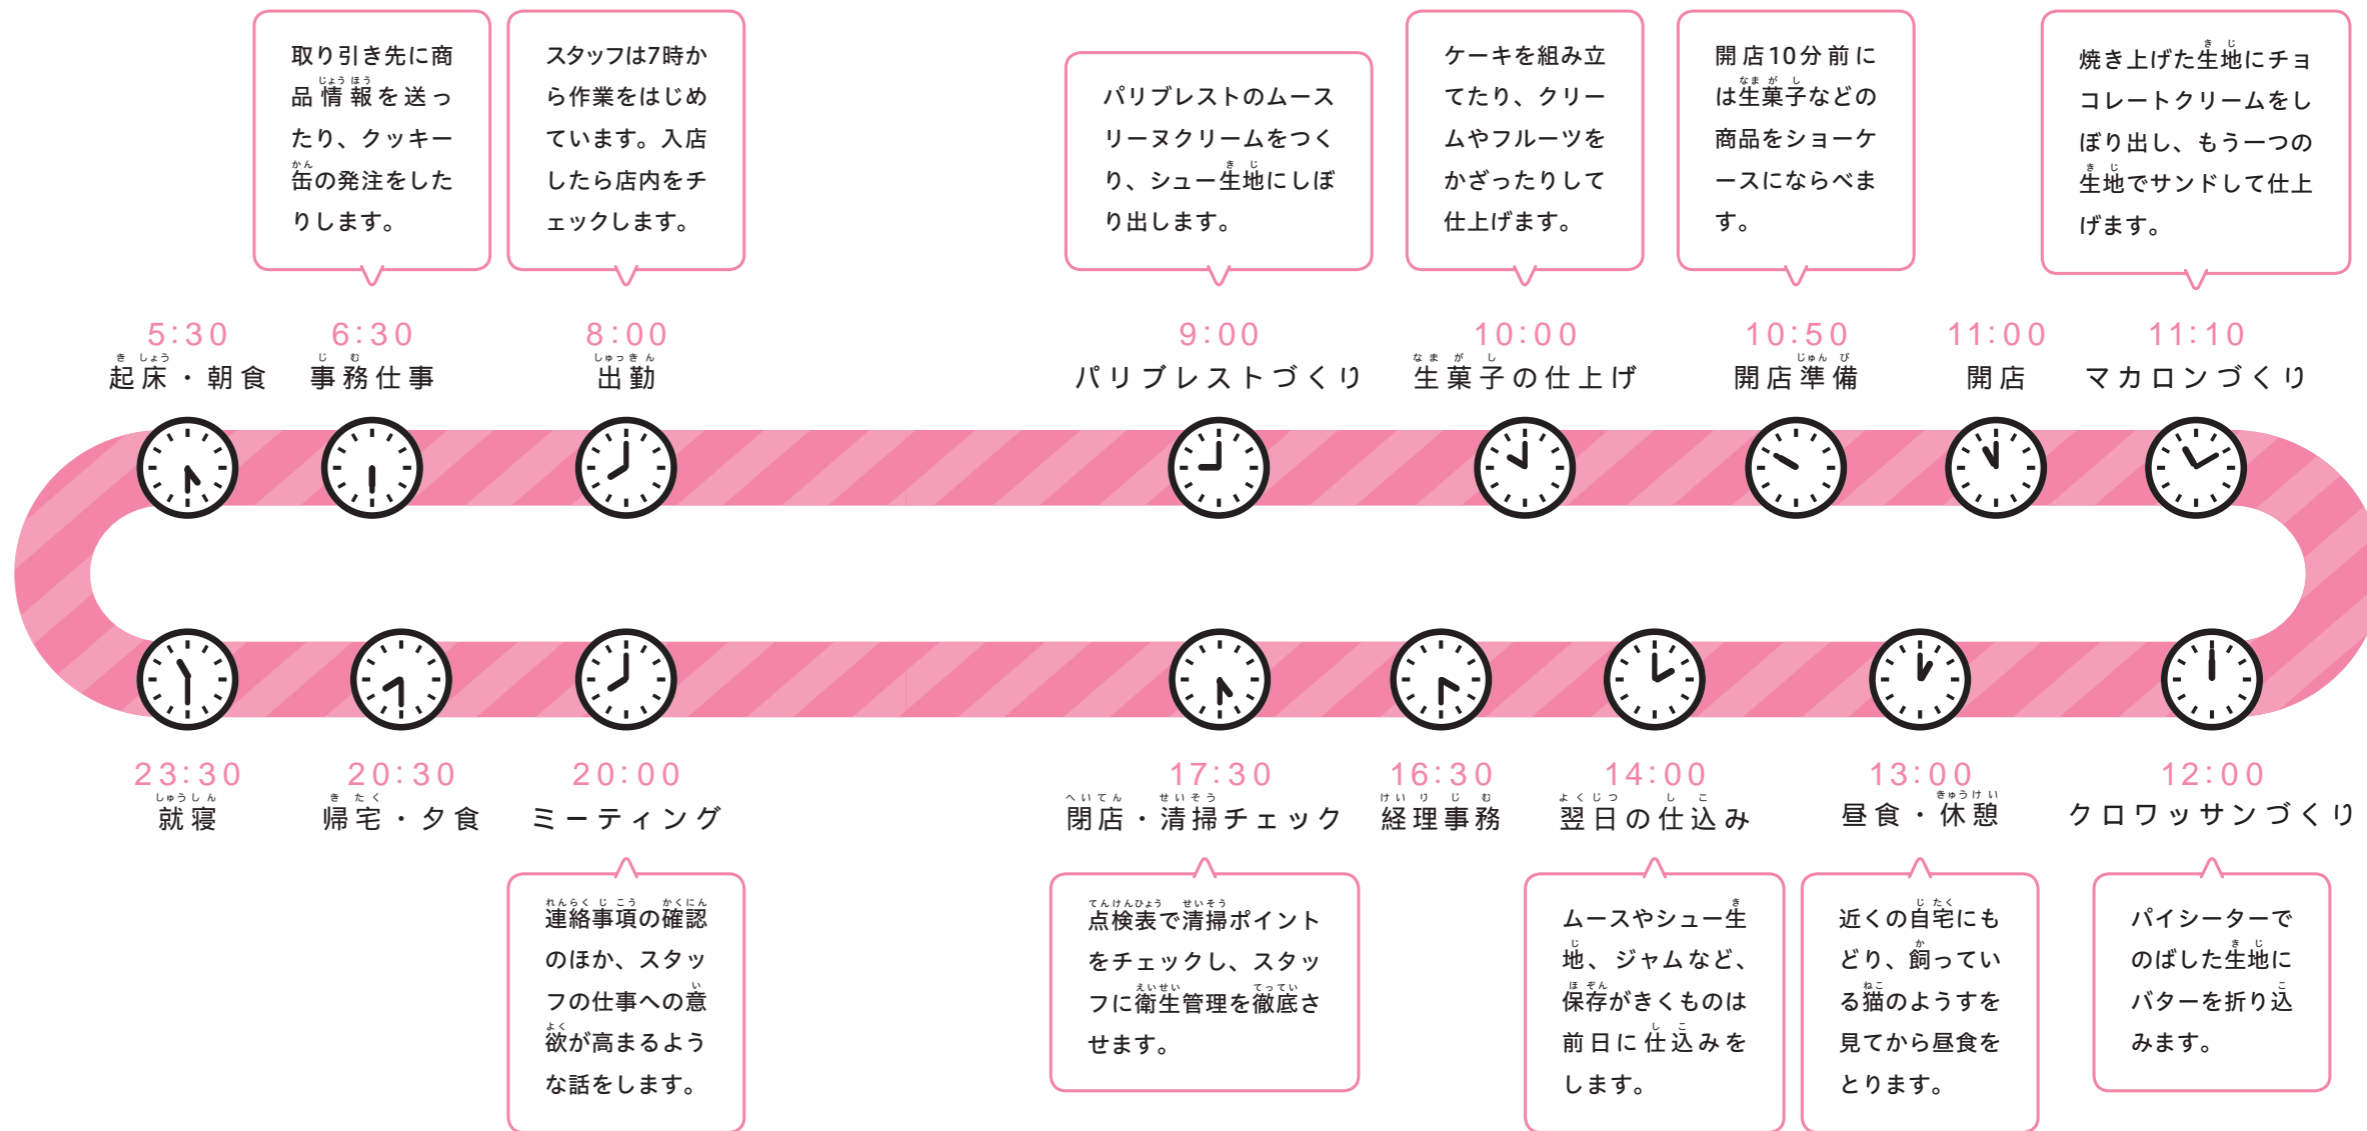 取り引き先に商
品情報を送っ
たり、クッキー
缶の発注をした
りします。
スタッフは7時か
ら作業をはじめ
ています。入店
したら店内をチ
ェックします。
パリブレストのムース
リーヌクリームをつく
り、シュー生地にしぼ
り出します。
ケーキを組み立
てたり、クリー
ムやフルーツを
かざったりして
仕上げます。
開店10分前に
は生菓子などの
商品をショーケ
ースにならべま
す。
焼き上げた生地にチョ
コレートクリームをし
ぼり出し、もう一つの
生地でサンドして仕上
げます。
5:30
起床・朝食
6:30
事務仕事
8:00
出勤
9:00
パリブレストづくり
10:00
生菓子の仕上げ
10:50
開店準備
11:00
開店
11:10
マカロンづくり
23:30
就寝
20:30
帰宅・夕食
20:00
ミーティング
17:30
閉店・清掃チェック
16:30
経理事務
14:00
翌日の仕込み
13:00
昼食・休憩
12:00
クロワッサンづくり
連絡事項の確認
のほか、スタッ
フの仕事への意
欲が高まるよう
な話をします。
点検表で清掃ポイント
をチェックし、スタッ
フに衛生管理を徹底さ
せます。
ムースやシュー生
地、ジャムなど、
保存がきくものは
前日に仕込みを
します。
近くの自宅にも
どり、飼ってい
る猫のようすを
見てから昼食を
とります。
パイシーターで
のばした生地に
バターを折り込
みます。